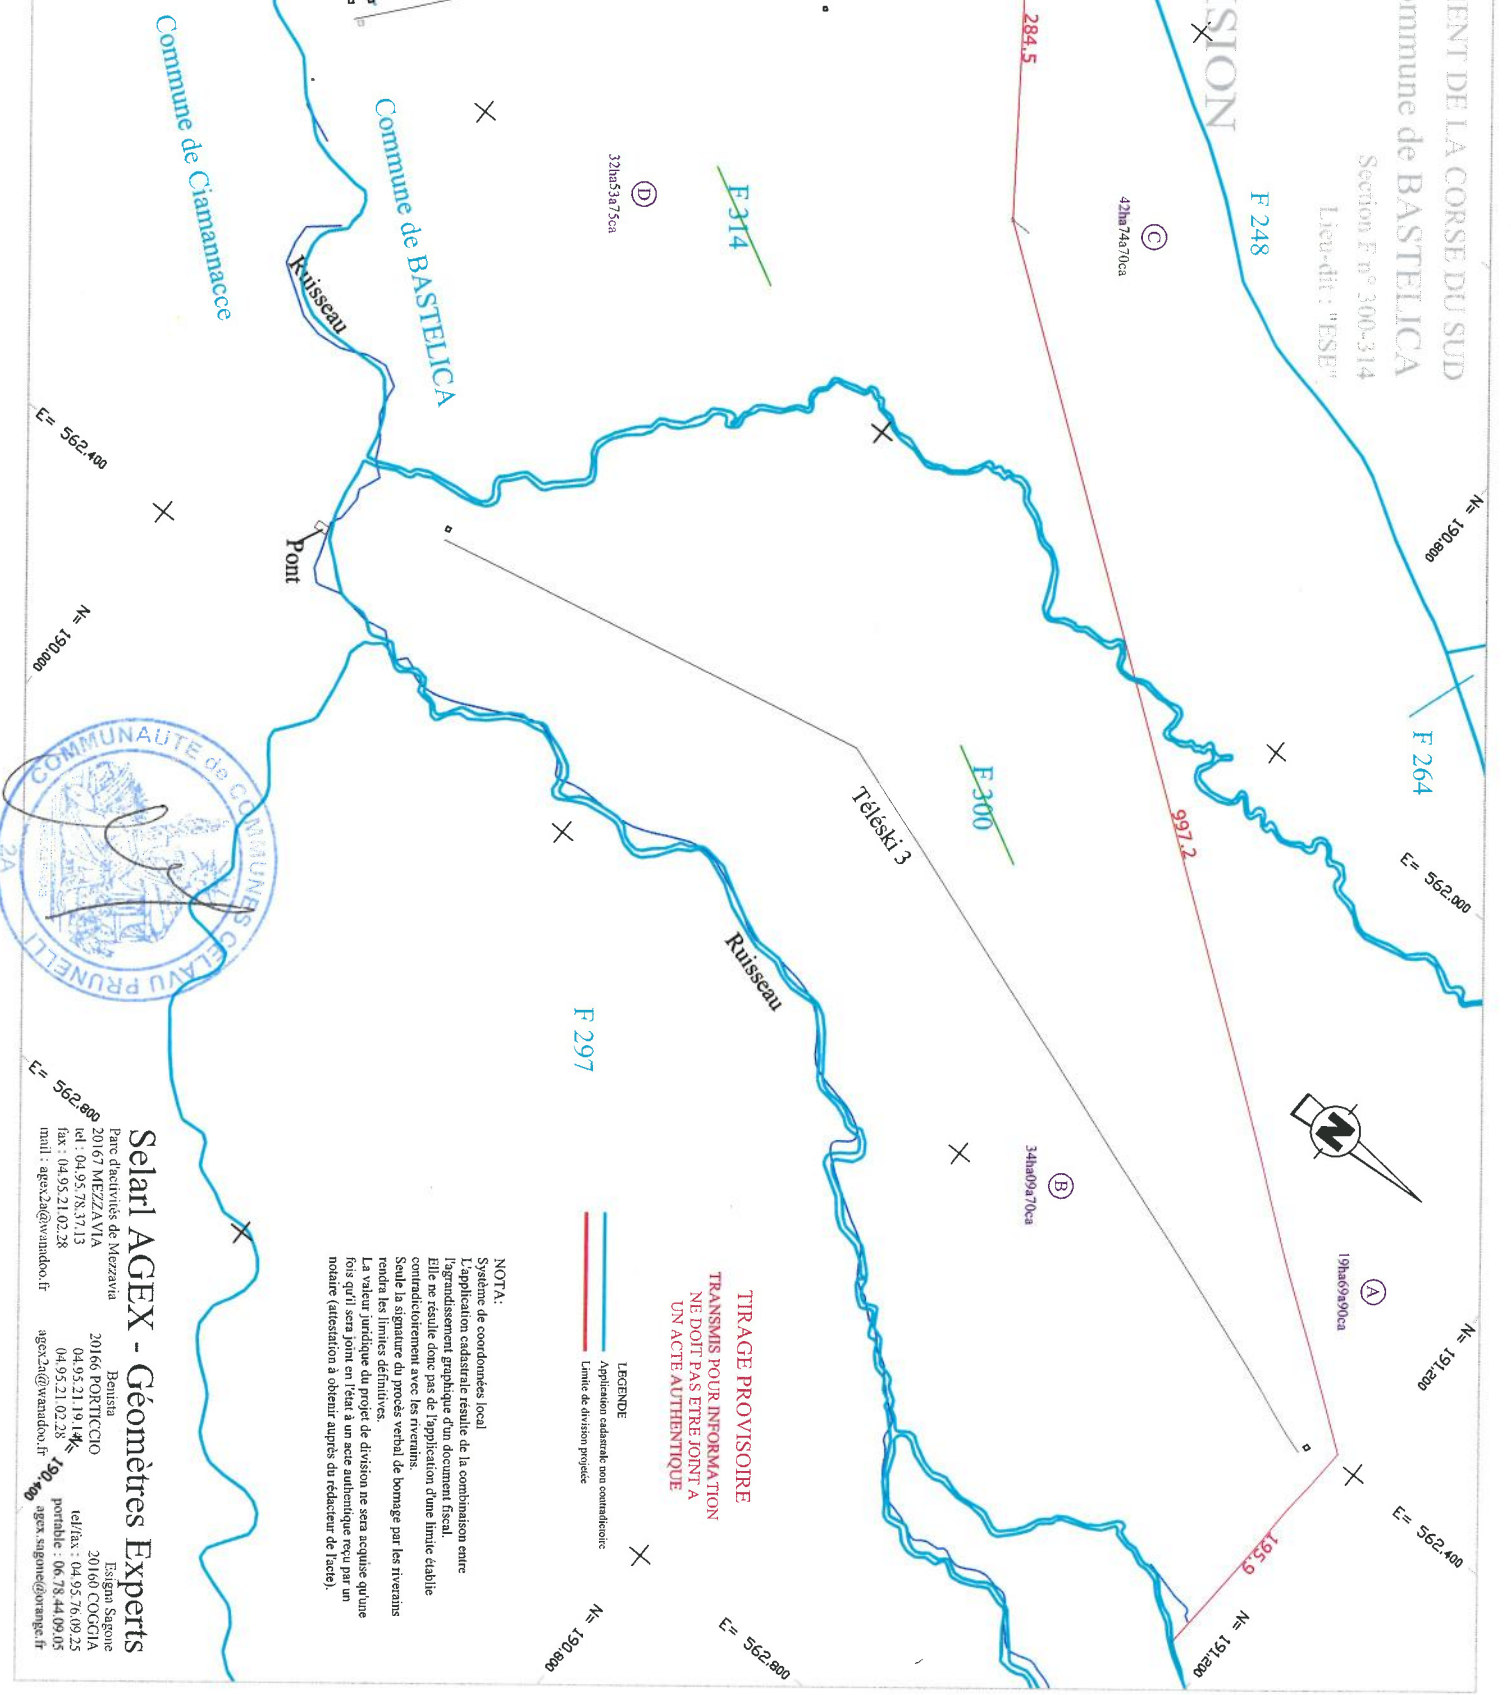 ENT DE LA CORSE DU SUD
ommune de BASTELICA
Section F n° 300-314
Lieu-dit : "ESE"
SION
F 248
F 264
C
42ha74a70ca
284.5
997.2
195.9
F 314
D
32ha53a75ca
F 300
B
34ha09a70ca
A
19ha69a90ca
Téléski 3
Ruisseau
Ruisseau
Pont
F 297
Commune de BASTELICA
Commune de Ciamannacce
N
E= 562.400
N= 190.000
N= 190.800
E= 562.000
N= 191.200
E= 562.400
N= 191.200
E= 562.800
N= 190.800
E= 562.800
N= 190.400
TIRAGE PROVISOIRE
TRANSMIS POUR INFORMATION
NE DOIT PAS ETRE JOINT A
UN ACTE AUTHENTIQUE
LEGENDE
Application cadastrale non contradictoire
Limite de division projetée
NOTA:
Système de coordonnées local
L'application cadastrale résulte de la combinaison entre
l'agrandissement graphique d'un document fiscal.
Elle ne résulte donc pas de l'application d'une limite établie
contradictoirement avec les riverains.
Seule la signature du procès verbal de bornage par les riverains
rendra les limites définitives.
La valeur juridique du projet de division ne sera acquise qu'une
fois qu'il sera joint en l'état à un acte authentique reçu par un
notaire (attestation à obtenir auprès du rédacteur de l'acte).
Selarl AGEX - Géomètres Experts
Parc d'activités de Mezzavia
20167 MEZZAVIA
tel : 04.95.78.37.13
fax : 04.95.21.02.28
mail : agex2a@wanadoo.fr
Benista
20166 PORTICCIO
04.95.21.19.14
04.95.21.02.28
agex2a@wanadoo.fr
Esigna Sagone
20160 COGGIA
tel/fax : 04.95.76.09.25
portable : 06.78.44.09.05
agex.sagone@orange.fr
COMMUNAUTE de COMMUNES CELAVU PRUNELLI
2A